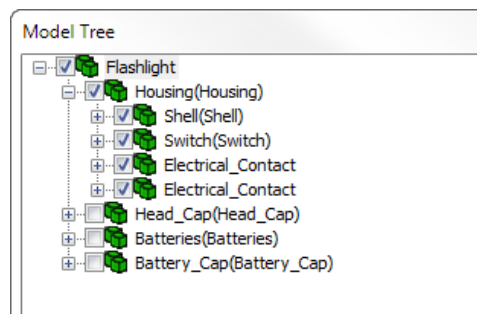 Model Tree
Flashlight
Housing(Housing)
Shell(Shell)
Switch(Switch)
Electrical_Contact
Electrical_Contact
Head_Cap(Head_Cap)
Batteries(Batteries)
Battery_Cap(Battery_Cap)